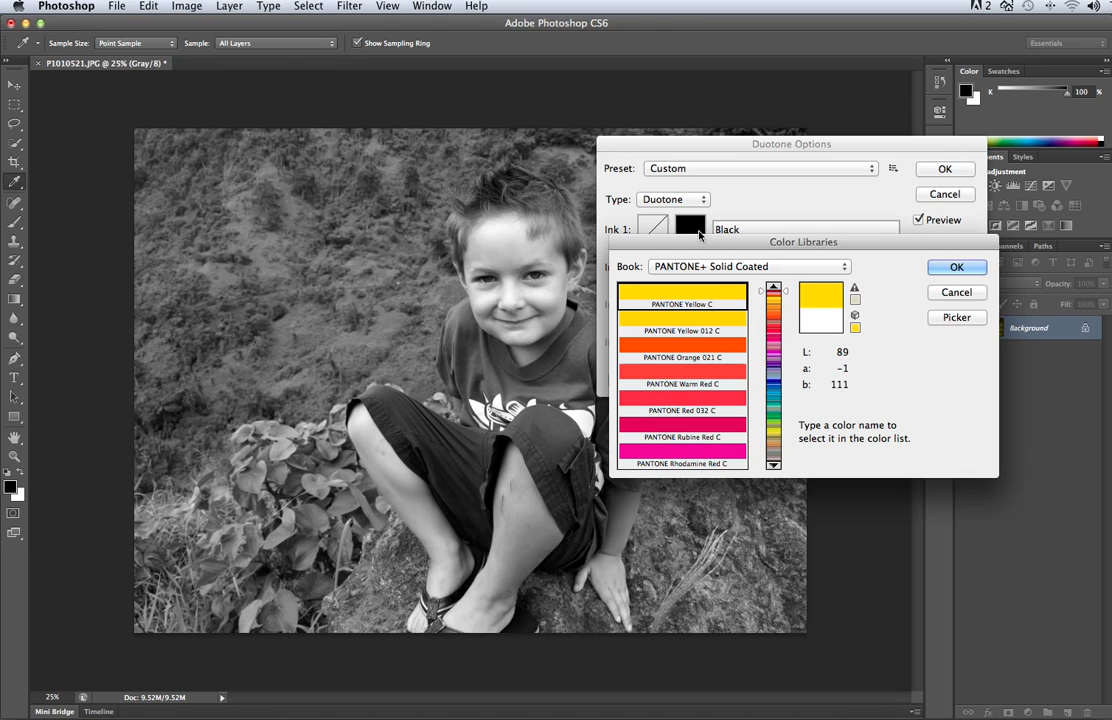 Photoshop File Edit Image Layer Type Select Filter View Window Help
2
Adobe Photoshop CS6
Sample Size: Point Sample Sample: All Layers Show Sampling Ring Essentials
P1010521.JPG @ 25% (Gray/8) *
Color Swatches
K 100 %
Duotone Options
Preset: Custom OK
Type: Duotone Cancel
Preview
Ink 1: Black
Styles
Paths
Opacity:
Fill:
Background
Color Libraries
Book: PANTONE+ Solid Coated OK
PANTONE Yellow C
Cancel
PANTONE Yellow 012 C
Picker
PANTONE Orange 021 C
PANTONE Warm Red C
PANTONE Red 032 C
PANTONE Rubine Red C
PANTONE Rhodamine Red C
L: 89
a: -1
b: 111
Type a color name to
select it in the color list.
25% Doc: 9.52M/9.52M
Mini Bridge Timeline